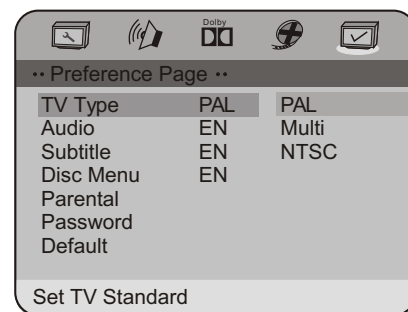 Dolby
·· Preference Page ··
TV Type PAL PAL
Audio EN Multi
Subtitle EN NTSC
Disc Menu EN
Parental
Password
Default
Set TV Standard